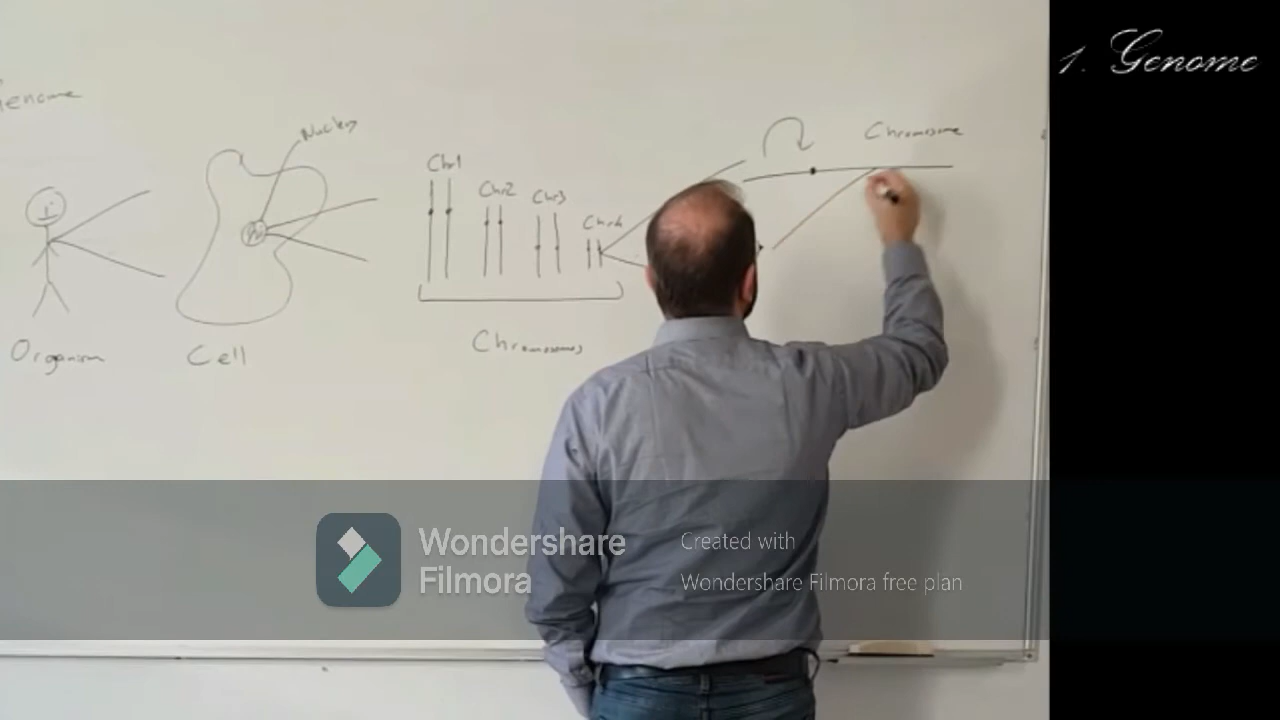 1. Genome
Genome
Nucleus
Chr1
Chr2
Chr3
Chr4
Chromosome
Organism
Cell
Chromosomes
Wondershare
Filmora
Created with
Wondershare Filmora free plan